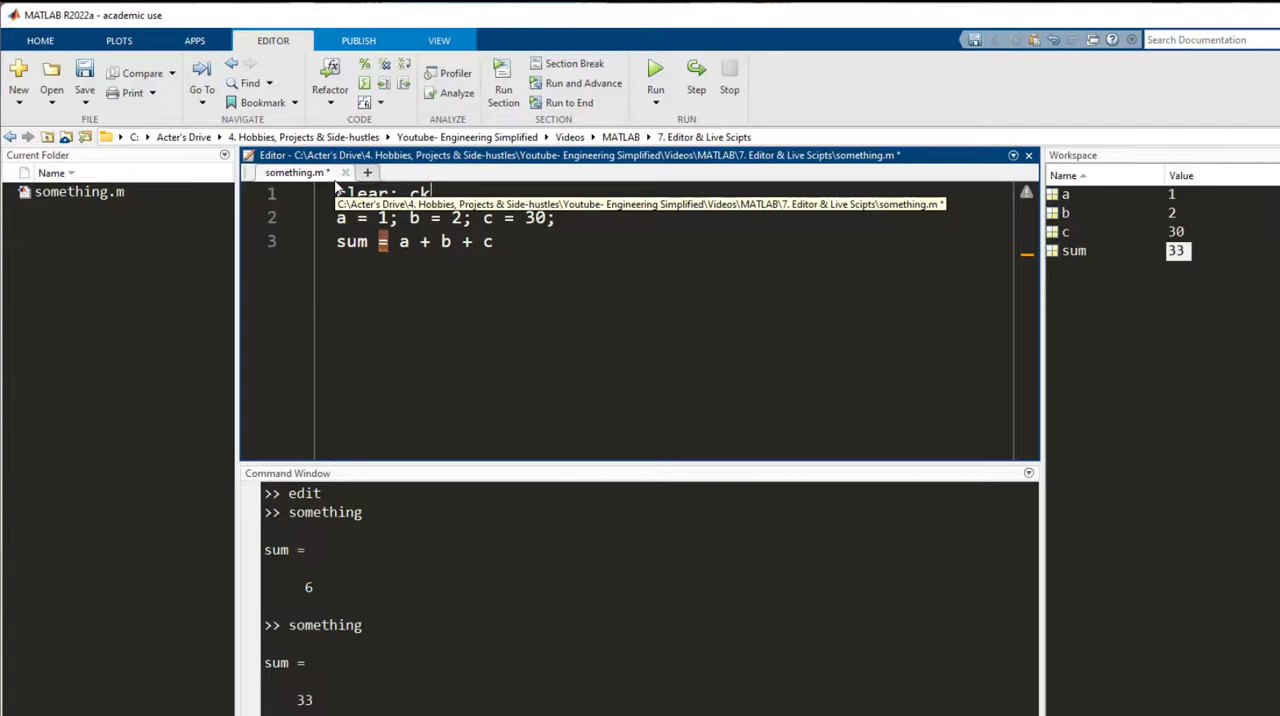 MATLAB R2022a - academic use
HOME PLOTS APPS EDITOR PUBLISH VIEW Search Documentation
New Open Save Compare Print
Go To Find Bookmark
Refactor
Profiler Analyze
Run Section Section Break Run and Advance Run to End
Run Step Stop
FILE NAVIGATE CODE ANALYZE SECTION RUN
C: Acter's Drive 4. Hobbies, Projects & Side-hustles Youtube- Engineering Simplified Videos MATLAB 7. Editor & Live Scipts
Current Folder
Name
something.m
Editor - C:\Acter's Drive\4. Hobbies, Projects & Side-hustles\Youtube- Engineering Simplified\Videos\MATLAB\7. Editor & Live Scipts\something.m *
something.m *
1 lear; ck
C:\Acter's Drive\4. Hobbies, Projects & Side-hustles\Youtube- Engineering Simplified\Videos\MATLAB\7. Editor & Live Scipts\something.m *
2 a = 1; b = 2; c = 30;
3 sum = a + b + c
Command Window
>> edit
>> something
sum =
6
>> something
sum =
33
Workspace
Name Value
a 1
b 2
c 30
sum 33